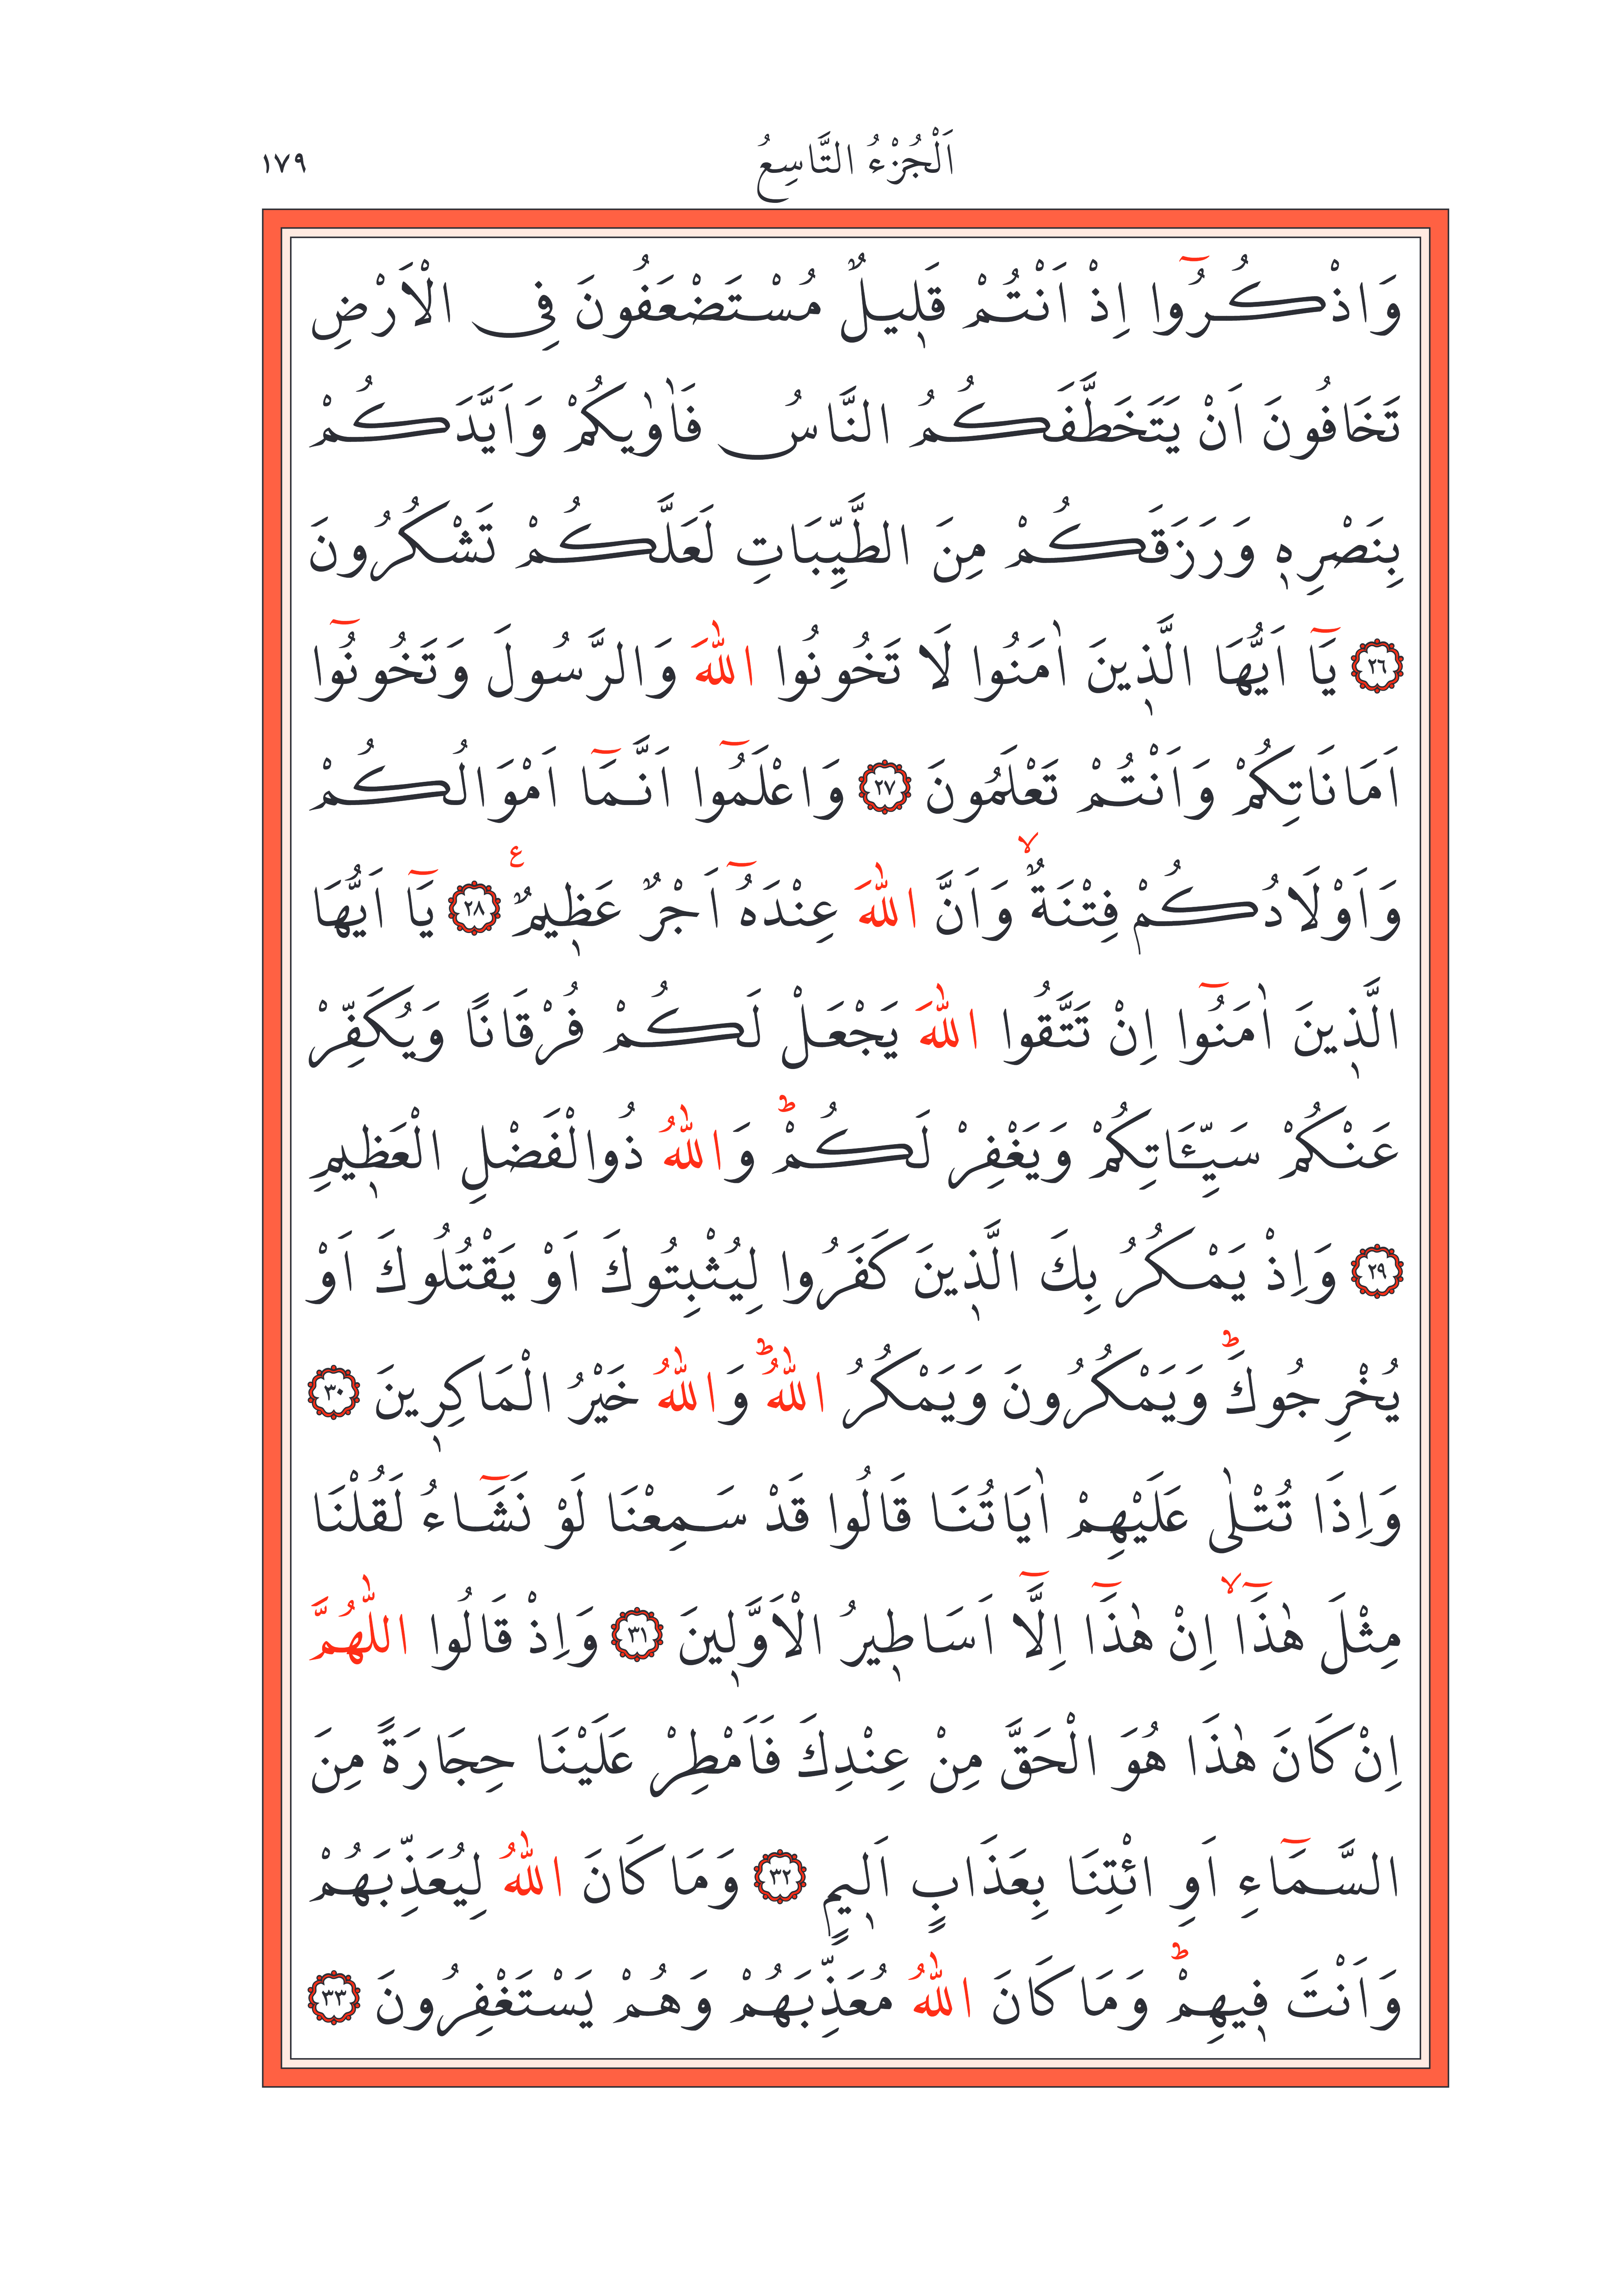 اَلْجُزْءُ التَّاسِعُ ١٧٩
وَاذْكُرُٓوا اِذْ اَنْتُمْ قَل۪يلٌ مُسْتَضْعَفُونَ فِي الْاَرْضِ
تَخَافُونَ اَنْ يَتَخَطَّفَكُمُ النَّاسُ فَاٰوٰيكُمْ وَاَيَّدَكُمْ
بِنَصْرِه۪ وَرَزَقَكُمْ مِنَ الطَّيِّبَاتِ لَعَلَّكُمْ تَشْكُرُونَ
﴿٢٦﴾ يَٓا اَيُّهَا الَّذ۪ينَ اٰمَنُوا لَا تَخُونُوا اللّٰهَ وَالرَّسُولَ وَتَخُونُٓوا
اَمَانَاتِكُمْ وَاَنْتُمْ تَعْلَمُونَ ﴿٢٧﴾ وَاعْلَمُٓوا اَنَّمَٓا اَمْوَالُكُمْ
وَاَوْلَادُكُمْ فِتْنَةٌۙ وَاَنَّ اللّٰهَ عِنْدَهُٓ اَجْرٌ عَظ۪يمٌ۟ ﴿٢٨﴾ يَٓا اَيُّهَا
الَّذ۪ينَ اٰمَنُٓوا اِنْ تَتَّقُوا اللّٰهَ يَجْعَلْ لَكُمْ فُرْقَانًا وَيُكَفِّرْ
عَنْكُمْ سَيِّـَٔاتِكُمْ وَيَغْفِرْ لَكُمْۜ وَاللّٰهُ ذُوالْفَضْلِ الْعَظ۪يمِ
﴿٢٩﴾ وَاِذْ يَمْكُرُ بِكَ الَّذ۪ينَ كَفَرُوا لِيُثْبِتُوكَ اَوْ يَقْتُلُوكَ اَوْ
يُخْرِجُوكَۜ وَيَمْكُرُونَ وَيَمْكُرُ اللّٰهُۜ وَاللّٰهُ خَيْرُ الْمَاكِر۪ينَ ﴿٣٠﴾
وَاِذَا تُتْلٰى عَلَيْهِمْ اٰيَاتُنَا قَالُوا قَدْ سَمِعْنَا لَوْ نَشَٓاءُ لَقُلْنَا
مِثْلَ هٰذَٓاۙ اِنْ هٰذَٓا اِلَّٓا اَسَاط۪يرُ الْاَوَّل۪ينَ ﴿٣١﴾ وَاِذْ قَالُوا اللّٰهُمَّ
اِنْ كَانَ هٰذَا هُوَ الْحَقَّ مِنْ عِنْدِكَ فَاَمْطِرْ عَلَيْنَا حِجَارَةً مِنَ
السَّمَٓاءِ اَوِ ائْتِنَا بِعَذَابٍ اَل۪يمٍ ﴿٣٢﴾ وَمَا كَانَ اللّٰهُ لِيُعَذِّبَهُمْ
وَاَنْتَ ف۪يهِمْۜ وَمَا كَانَ اللّٰهُ مُعَذِّبَهُمْ وَهُمْ يَسْتَغْفِرُونَ ﴿٣٣﴾